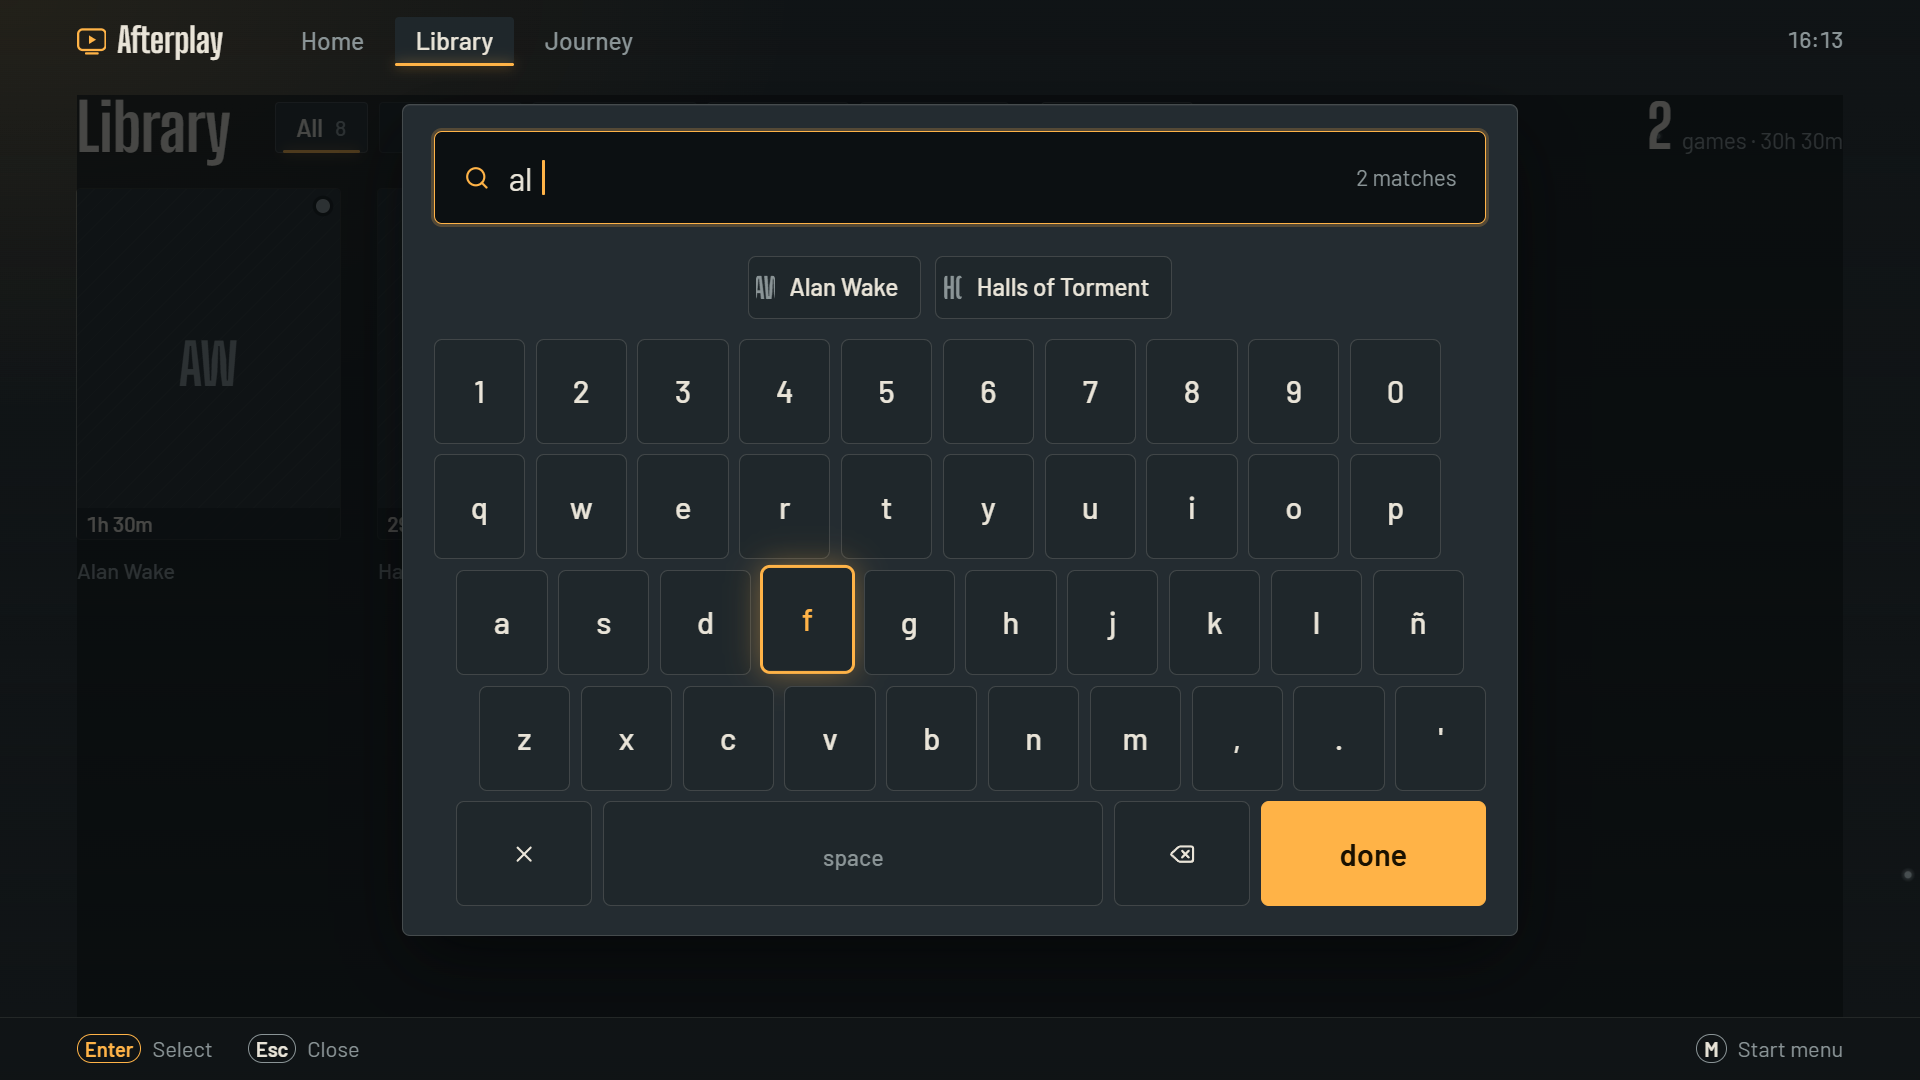 Afterplay
Home
Library
Journey
16:13
Library
All 8
2 games · 30h 30m
al
2 matches
AW Alan Wake
Halls of Torment
AW
1h 30m
Alan Wake
1 2 3 4 5 6 7 8 9 0
q w e r t y u i o p
a s d f g h j k l ñ
z x c v b n m , . '
space
done
Enter Select
Esc Close
M Start menu